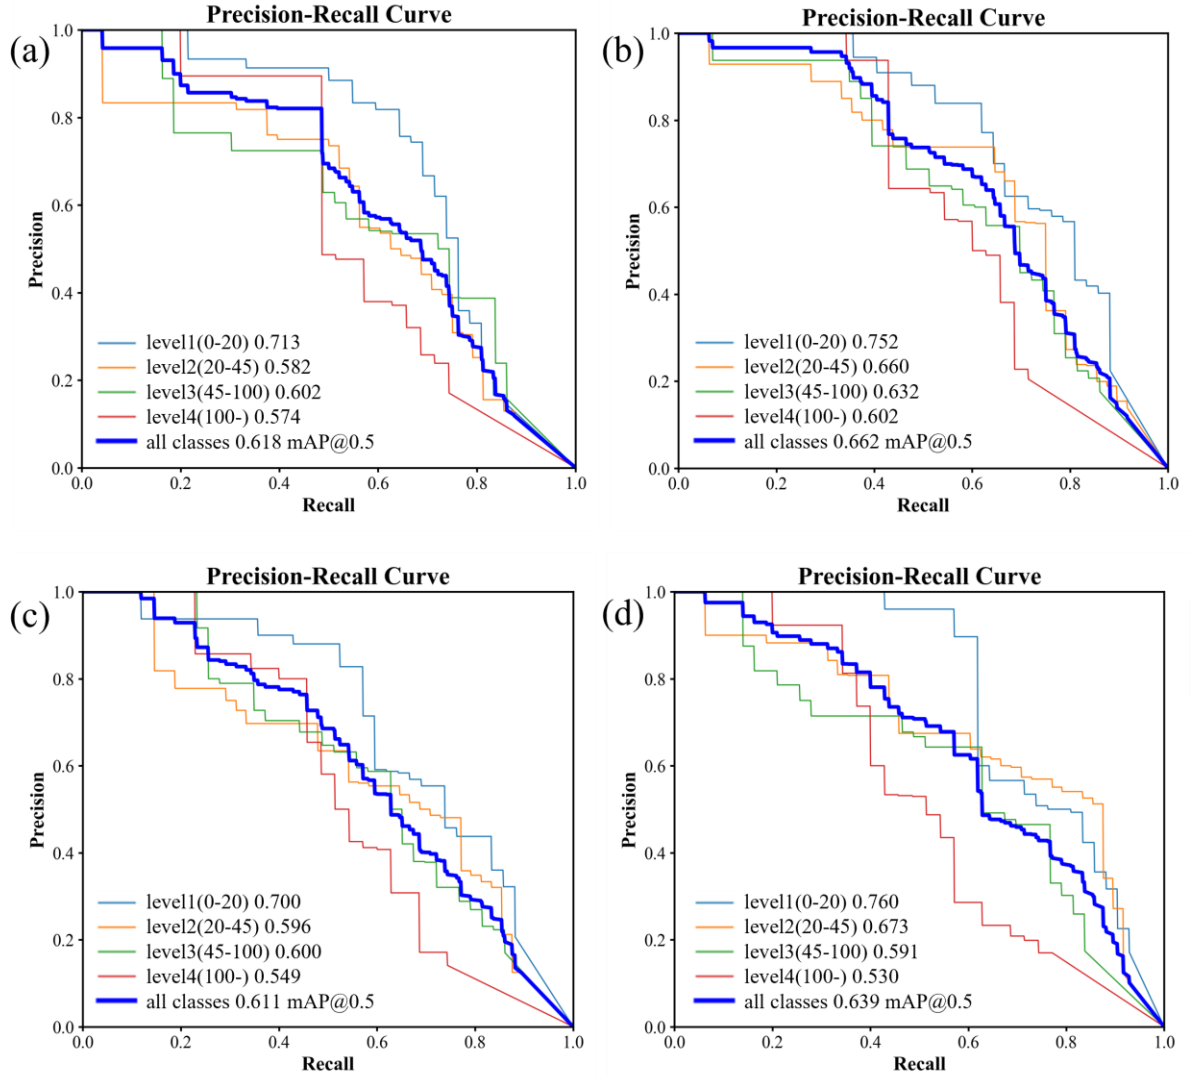 Precision-Recall Curve
(a)
1.0
0.8
0.6
0.4
0.2
0.0
Precision
level1(0-20) 0.713
level2(20-45) 0.582
level3(45-100) 0.602
level4(100-) 0.574
all classes 0.618 mAP@0.5
0.0 0.2 0.4 0.6 0.8 1.0
Recall
Precision-Recall Curve
(b)
1.0
0.8
0.6
0.4
0.2
0.0
Precision
level1(0-20) 0.752
level2(20-45) 0.660
level3(45-100) 0.632
level4(100-) 0.602
all classes 0.662 mAP@0.5
0.0 0.2 0.4 0.6 0.8 1.0
Recall
Precision-Recall Curve
(c)
1.0
0.8
0.6
0.4
0.2
0.0
Precision
level1(0-20) 0.700
level2(20-45) 0.596
level3(45-100) 0.600
level4(100-) 0.549
all classes 0.611 mAP@0.5
0.0 0.2 0.4 0.6 0.8 1.0
Recall
Precision-Recall Curve
(d)
1.0
0.8
0.6
0.4
0.2
0.0
Precision
level1(0-20) 0.760
level2(20-45) 0.673
level3(45-100) 0.591
level4(100-) 0.530
all classes 0.639 mAP@0.5
0.0 0.2 0.4 0.6 0.8 1.0
Recall